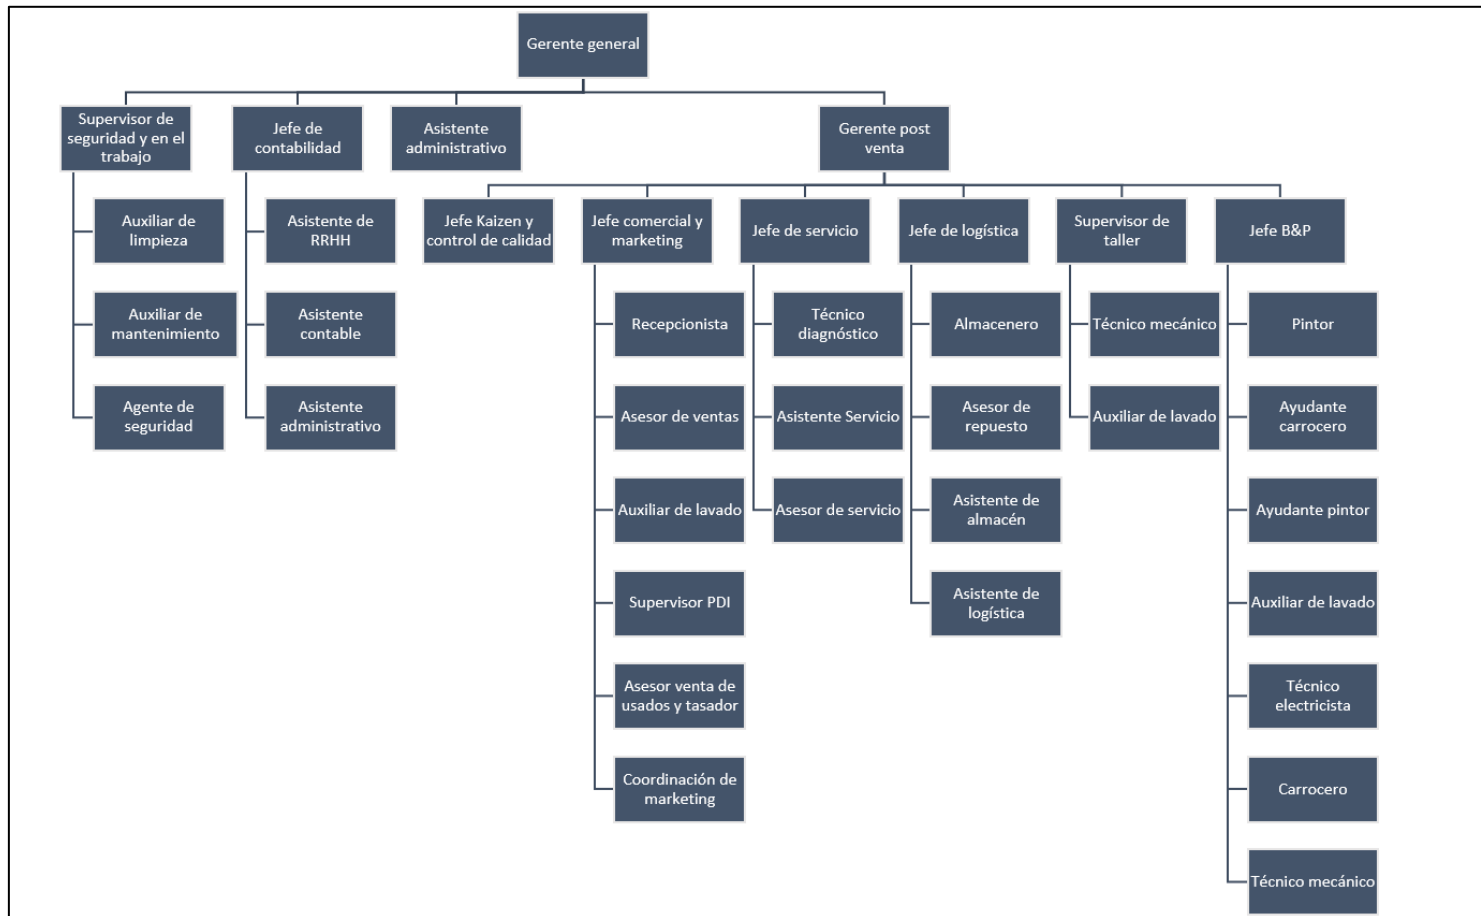 Gerente general
Supervisor de
seguridad y en el
trabajo
Jefe de
contabilidad
Asistente
administrativo
Gerente post
venta
Auxiliar de
limpieza
Auxiliar de
mantenimiento
Agente de
seguridad
Asistente de
RRHH
Asistente
contable
Asistente
administrativo
Jefe Kaizen y
control de calidad
Jefe comercial y
marketing
Recepcionista
Asesor de ventas
Auxiliar de lavado
Supervisor PDI
Asesor venta de
usados y tasador
Coordinación de
marketing
Jefe de servicio
Técnico
diagnóstico
Asistente Servicio
Asesor de servicio
Jefe de logística
Almacenero
Asesor de
repuesto
Asistente de
almacén
Asistente de
logística
Supervisor de
taller
Técnico mecánico
Auxiliar de lavado
Jefe B&P
Pintor
Ayudante
carrocero
Ayudante pintor
Auxiliar de lavado
Técnico
electricista
Carrocero
Técnico mecánico